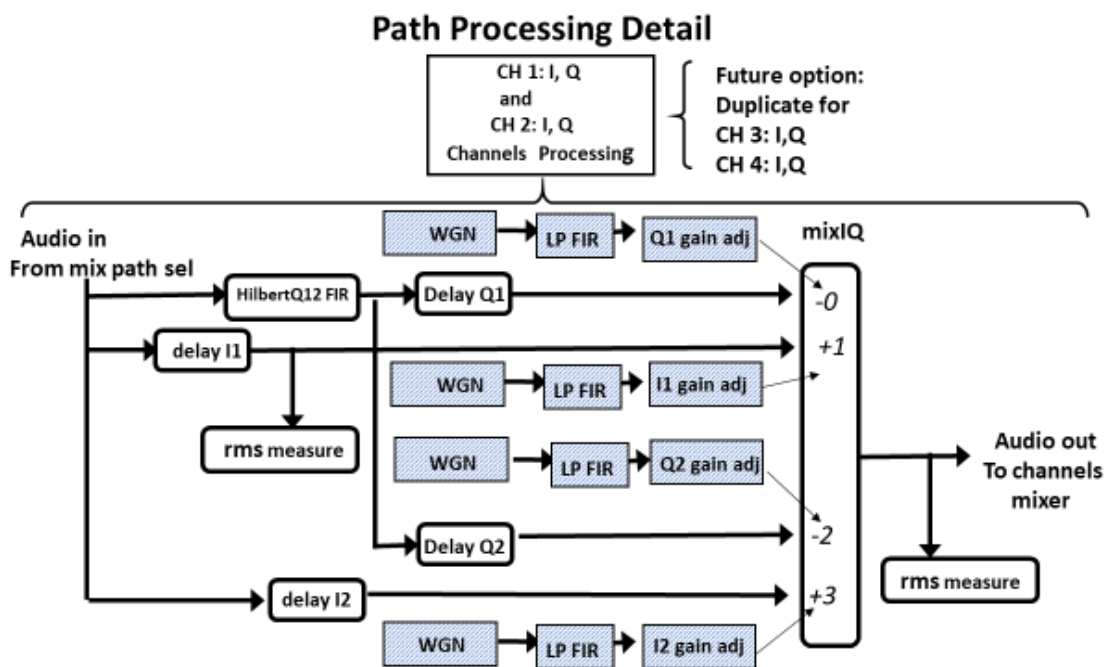 Path Processing Detail
CH 1: I, Q
and
CH 2: I, Q
Channels Processing
Future option:
Duplicate for
CH 3: I,Q
CH 4: I,Q
Audio in
From mix path sel
WGN
LP FIR
Q1 gain adj
mixIQ
HilbertQ12 FIR
Delay Q1
-0
delay I1
+1
WGN
LP FIR
I1 gain adj
rms measure
WGN
LP FIR
Q2 gain adj
Audio out
To channels
mixer
Delay Q2
-2
rms measure
delay I2
+3
WGN
LP FIR
I2 gain adj